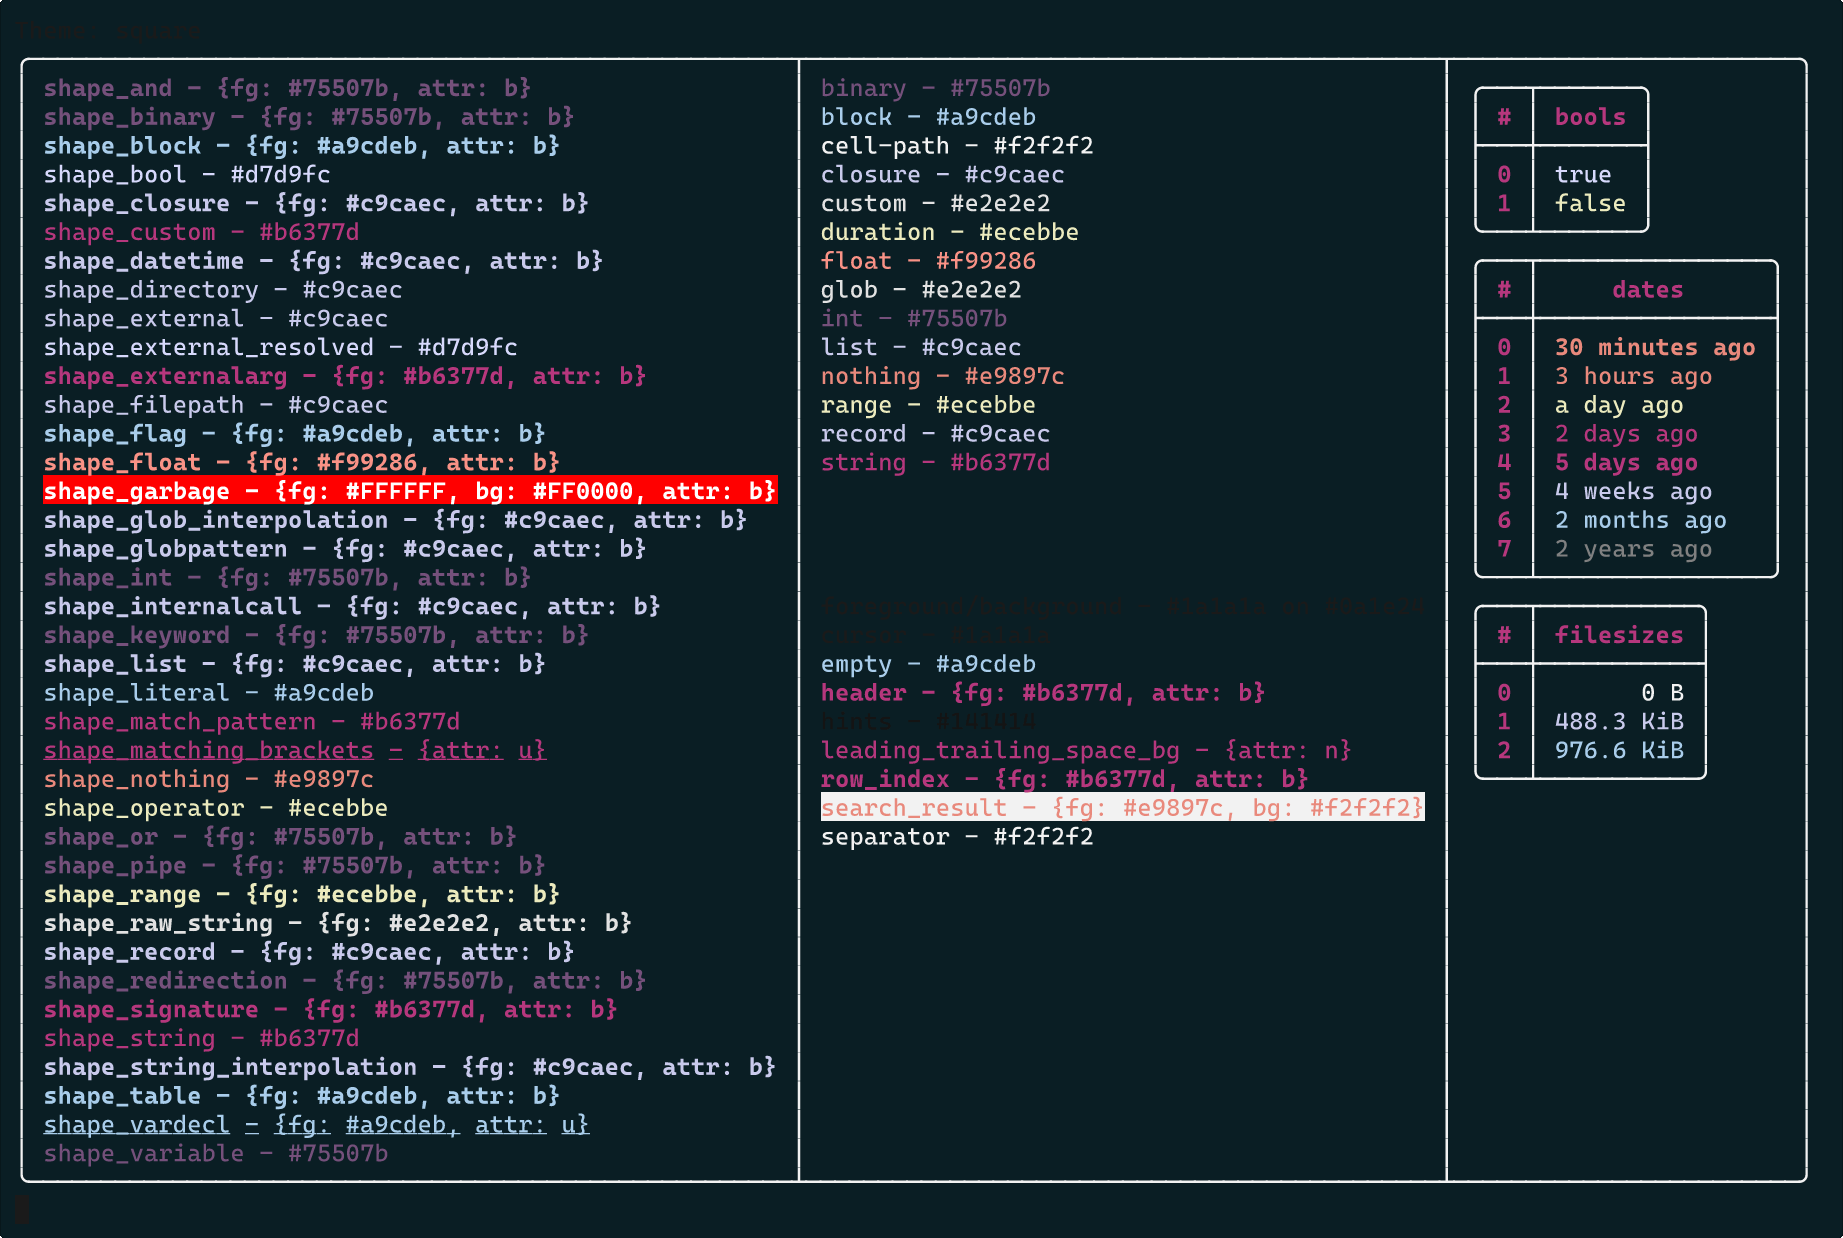 shape_and - {fg: #75507b, attr: b}
shape_binary - {fg: #75507b, attr: b}
shape_block - {fg: #a9cdeb, attr: b}
shape_bool - #d7d9fc
shape_closure - {fg: #c9caec, attr: b}
shape_custom - #b6377d
shape_datetime - {fg: #c9caec, attr: b}
shape_directory - #c9caec
shape_external - #c9caec
shape_external_resolved - #d7d9fc
shape_externalarg - {fg: #b6377d, attr: b}
shape_filepath - #c9caec
shape_flag - {fg: #a9cdeb, attr: b}
shape_float - {fg: #f99286, attr: b}
shape_garbage - {fg: #FFFFFF, bg: #FF0000, attr: b}
shape_glob_interpolation - {fg: #c9caec, attr: b}
shape_globpattern - {fg: #c9caec, attr: b}
shape_int - {fg: #75507b, attr: b}
shape_internalcall - {fg: #c9caec, attr: b}
shape_keyword - {fg: #75507b, attr: b}
shape_list - {fg: #c9caec, attr: b}
shape_literal - #a9cdeb
shape_match_pattern - #b6377d
shape_matching_brackets - {attr: u}
shape_nothing - #e9897c
shape_operator - #ecebbe
shape_or - {fg: #75507b, attr: b}
shape_pipe - {fg: #75507b, attr: b}
shape_range - {fg: #ecebbe, attr: b}
shape_raw_string - {fg: #e2e2e2, attr: b}
shape_record - {fg: #c9caec, attr: b}
shape_redirection - {fg: #75507b, attr: b}
shape_signature - {fg: #b6377d, attr: b}
shape_string - #b6377d
shape_string_interpolation - {fg: #c9caec, attr: b}
shape_table - {fg: #a9cdeb, attr: b}
shape_vardecl - {fg: #a9cdeb, attr: u}
shape_variable - #75507b
binary - #75507b
block - #a9cdeb
cell-path - #f2f2f2
closure - #c9caec
custom - #e2e2e2
duration - #ecebbe
float - #f99286
glob - #e2e2e2
int - #75507b
list - #c9caec
nothing - #e9897c
range - #ecebbe
record - #c9caec
string - #b6377d
empty - #a9cdeb
header - {fg: #b6377d, attr: b}
hints - #141414
leading_trailing_space_bg - {attr: n}
row_index - {fg: #b6377d, attr: b}
search_result - {fg: #e9897c, bg: #f2f2f2}
separator - #f2f2f2
# bools
0 true
1 false
# dates
0 30 minutes ago
1 3 hours ago
2 a day ago
3 2 days ago
4 5 days ago
5 4 weeks ago
6 2 months ago
7 2 years ago
# filesizes
0 0 B
1 488.3 KiB
2 976.6 KiB